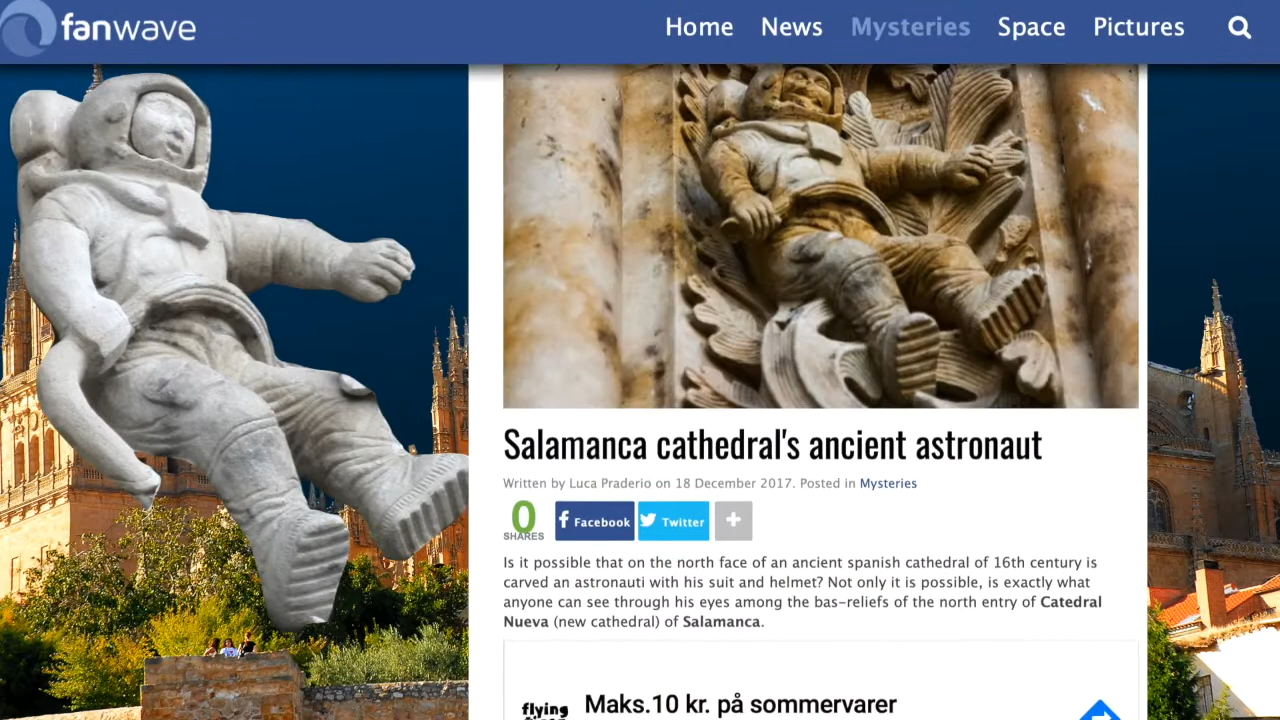 fanwave
Home News Mysteries Space Pictures
Salamanca cathedral's ancient astronaut
Written by Luca Praderio on 18 December 2017. Posted in Mysteries
0
SHARES
Facebook
Twitter
Is it possible that on the north face of an ancient spanish cathedral of 16th century is
carved an astronauti with his suit and helmet? Not only it is possible, is exactly what
anyone can see through his eyes among the bas-reliefs of the north entry of Catedral
Nueva (new cathedral) of Salamanca.
flying
Maks.10 kr. på sommervarer